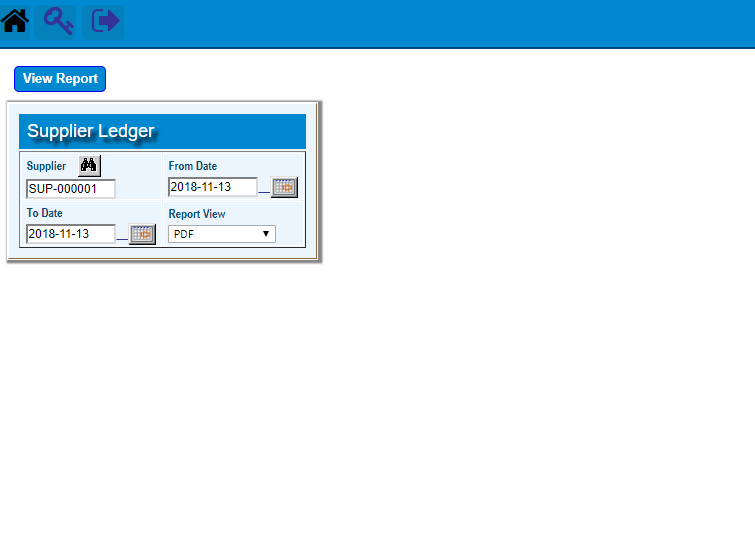 View Report
Supplier Ledger
Supplier
From Date
SUP-000001
2018-11-13
To Date
Report View
2018-11-13
PDF